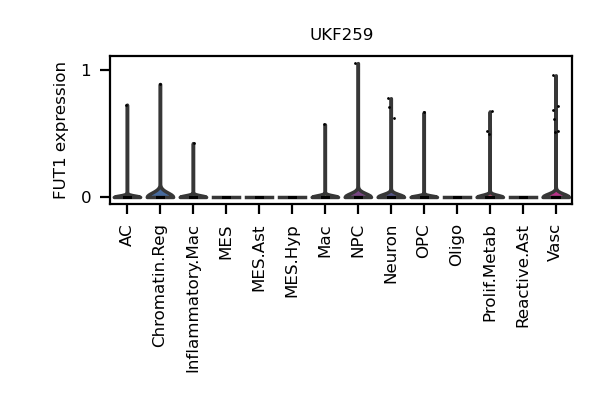 UKF259
FUT1 expression
1
0
AC
Chromatin.Reg
Inflammatory.Mac
MES
MES.Ast
MES.Hyp
Mac
NPC
Neuron
OPC
Oligo
Prolif.Metab
Reactive.Ast
Vasc